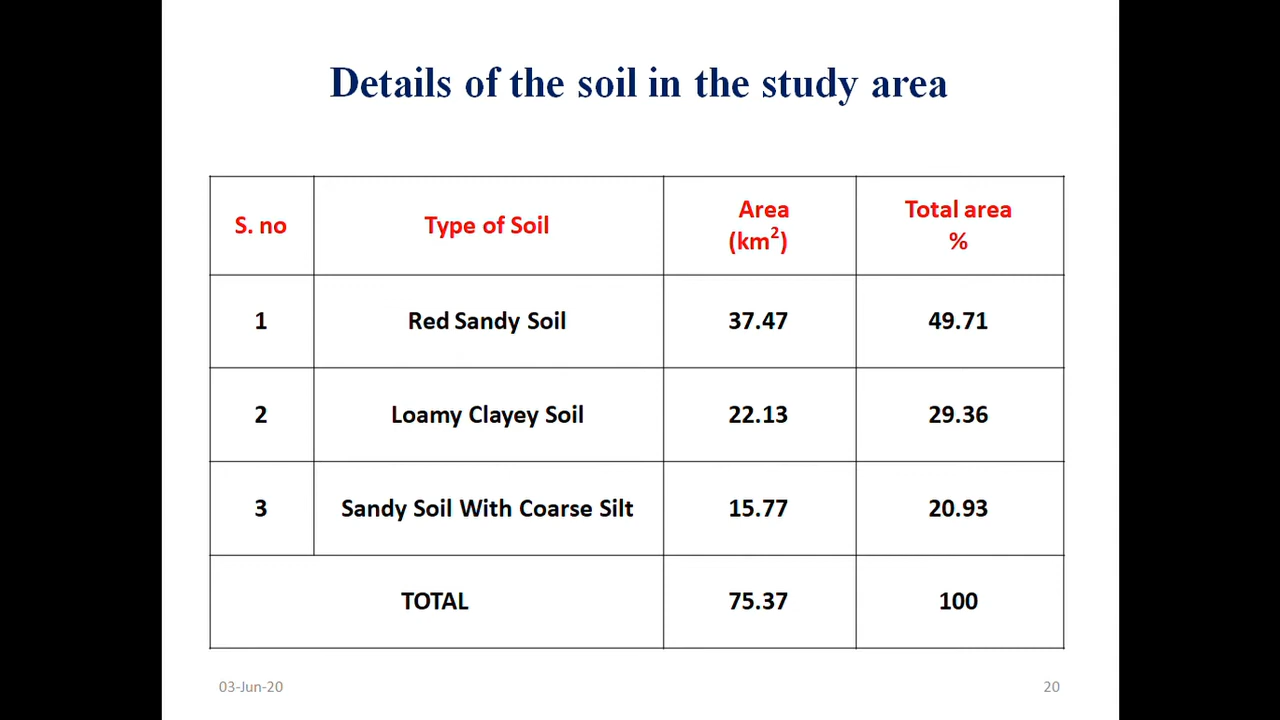 Details of the soil in the study area
S. no Type of Soil Area (km²) Total area %
1 Red Sandy Soil 37.47 49.71
2 Loamy Clayey Soil 22.13 29.36
3 Sandy Soil With Coarse Silt 15.77 20.93
TOTAL 75.37 100
03-Jun-20 20